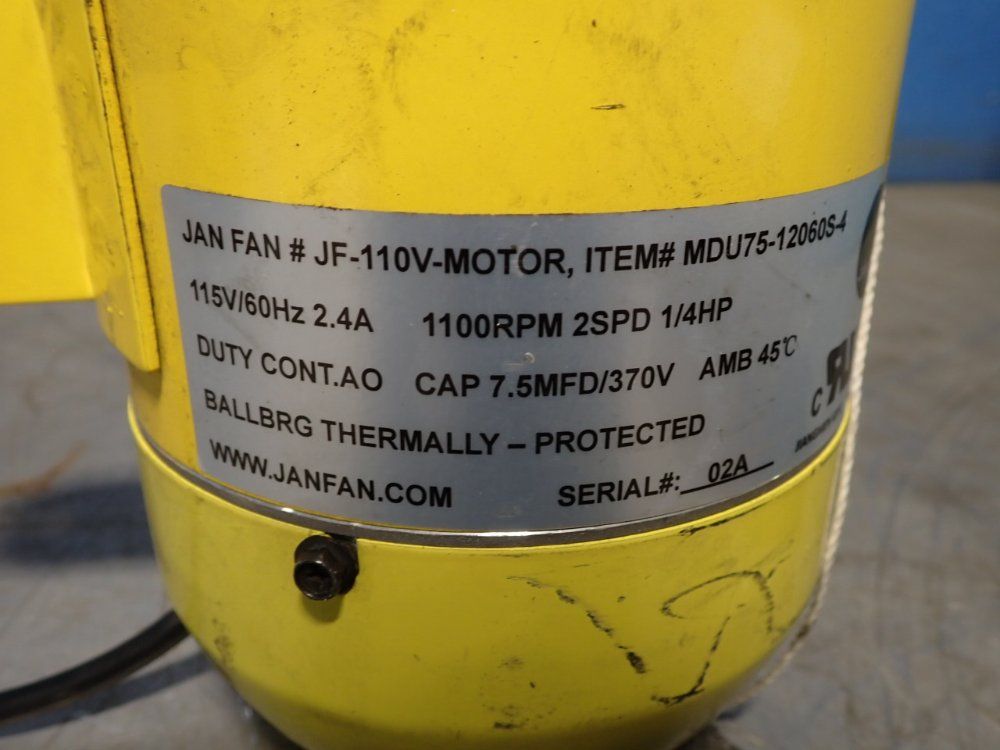 JAN FAN # JF-110V-MOTOR, ITEM# MDU75-12060S-4
115V/60Hz 2.4A 1100RPM 2SPD 1/4HP
DUTY CONT.AO CAP 7.5MFD/370V AMB 45℃
BALLBRG THERMALLY – PROTECTED
WWW.JANFAN.COM SERIAL#: 02A
C